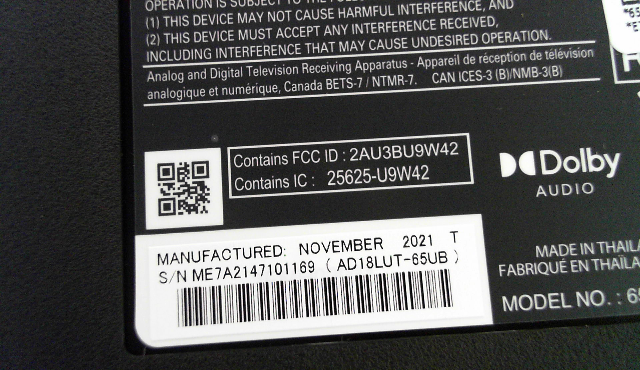 OPERATION IS SUBJECT TO THE FOLLOWING TWO CONDITIONS:
(1) THIS DEVICE MAY NOT CAUSE HARMFUL INTERFERENCE, AND
(2) THIS DEVICE MUST ACCEPT ANY INTERFERENCE RECEIVED,
INCLUDING INTERFERENCE THAT MAY CAUSE UNDESIRED OPERATION.
Analog and Digital Television Receiving Apparatus - Appareil de réception de télévision
analogique et numérique, Canada BETS-7 / NTMR-7. CAN ICES-3 (B)/NMB-3(B)
Contains FCC ID : 2AU3BU9W42
Contains IC : 25625-U9W42
Dolby
AUDIO
MANUFACTURED: NOVEMBER 2021 T
S/N ME7A2147101169 ( AD18LUT-65UB )
MADE IN THAILA
FABRIQUÉ EN THAÏLA
MODEL NO. : 65